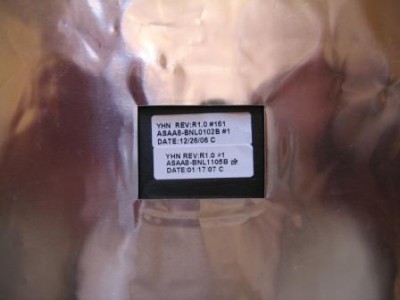 YHN REV:R1.0 #161
ASAA8-BNL0102B #1
DATE:12/26/06 C
YHN REV:R1.0 #1
ASAA8-BNL1105B
DATE:01:17:07 C